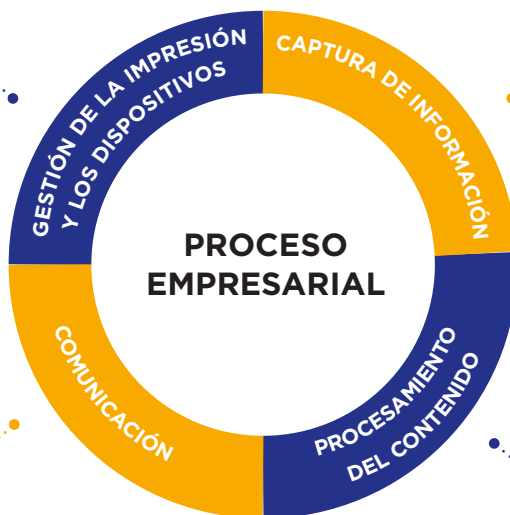 GESTIÓN DE LA IMPRESIÓN
Y LOS DISPOSITIVOS
CAPTURA DE INFORMACIÓN
PROCESO
EMPRESARIAL
COMUNICACIÓN
PROCESAMIENTO
DEL CONTENIDO